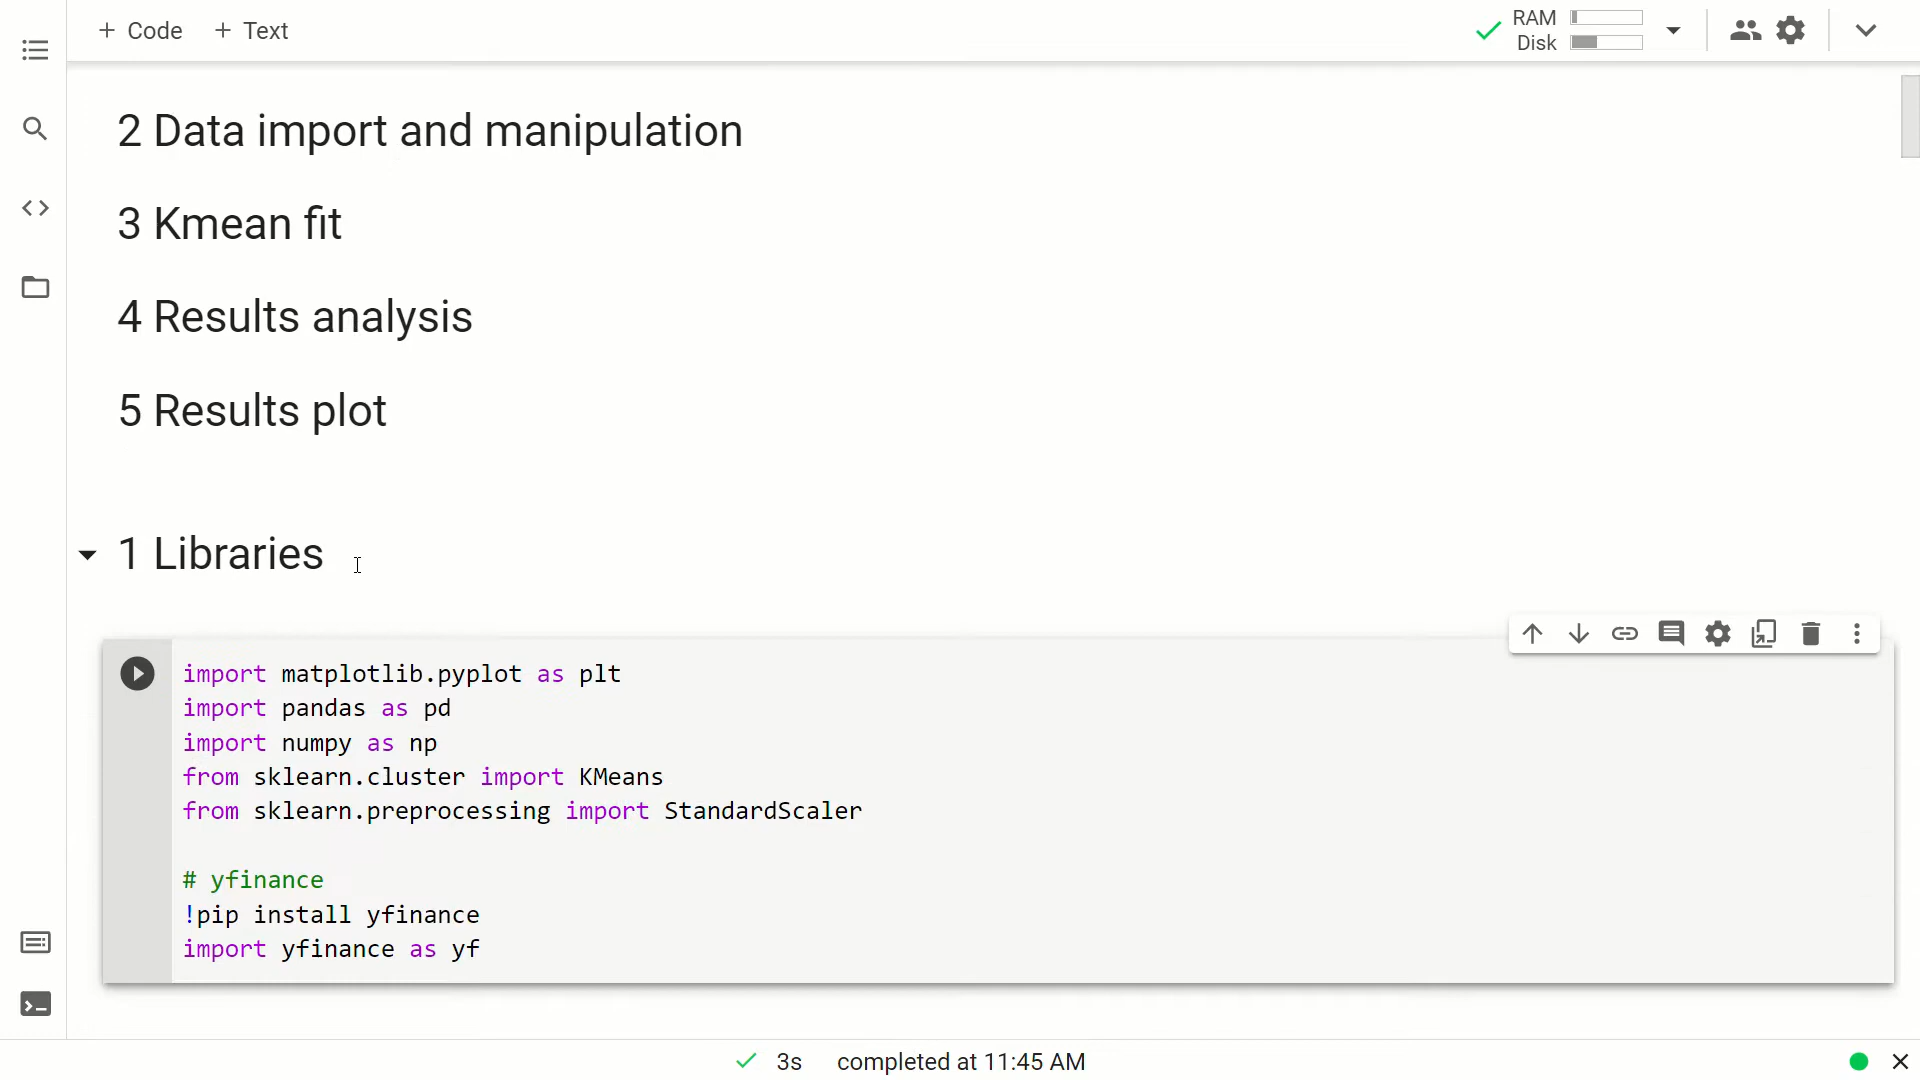 + Code + Text
RAM
Disk
2 Data import and manipulation
3 Kmean fit
4 Results analysis
5 Results plot
1 Libraries
import matplotlib.pyplot as plt
import pandas as pd
import numpy as np
from sklearn.cluster import KMeans
from sklearn.preprocessing import StandardScaler
# yfinance
!pip install yfinance
import yfinance as yf
3s completed at 11:45 AM